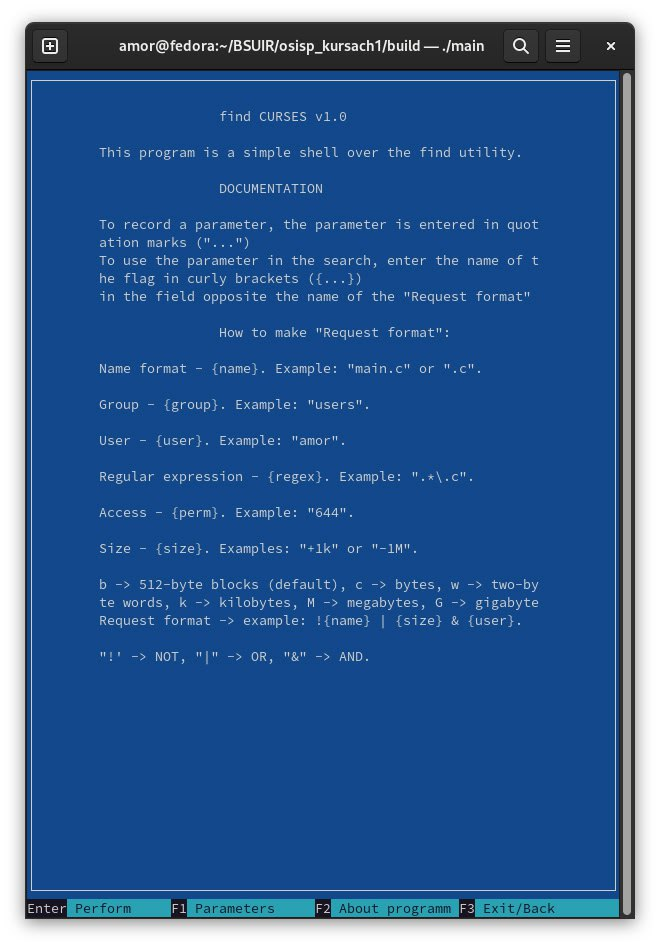 amor@fedora:~/BSUIR/osisp_kursach1/build — ./main
find CURSES v1.0
This program is a simple shell over the find utility.
DOCUMENTATION
To record a parameter, the parameter is entered in quot
ation marks ("...")
To use the parameter in the search, enter the name of t
he flag in curly brackets ({...})
in the field opposite the name of the "Request format"
How to make "Request format":
Name format - {name}. Example: "main.c" or ".c".
Group - {group}. Example: "users".
User - {user}. Example: "amor".
Regular expression - {regex}. Example: ".*\.c".
Access - {perm}. Example: "644".
Size - {size}. Examples: "+1k" or "-1M".
b -> 512-byte blocks (default), c -> bytes, w -> two-by
te words, k -> kilobytes, M -> megabytes, G -> gigabyte
Request format -> example: !{name} | {size} & {user}.
"!' -> NOT, "|" -> OR, "&" -> AND.
Enter Perform F1 Parameters F2 About programm F3 Exit/Back